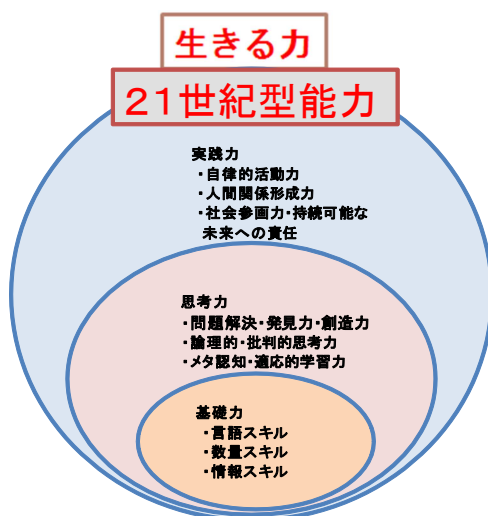 生きる力
21世紀型能力
実践力
・自律的活動力
・人間関係形成力
・社会参画力・持続可能な
未来への責任
思考力
・問題解決・発見力・創造力
・論理的・批判的思考力
・メタ認知・適応的学習力
基礎力
・言語スキル
・数量スキル
・情報スキル